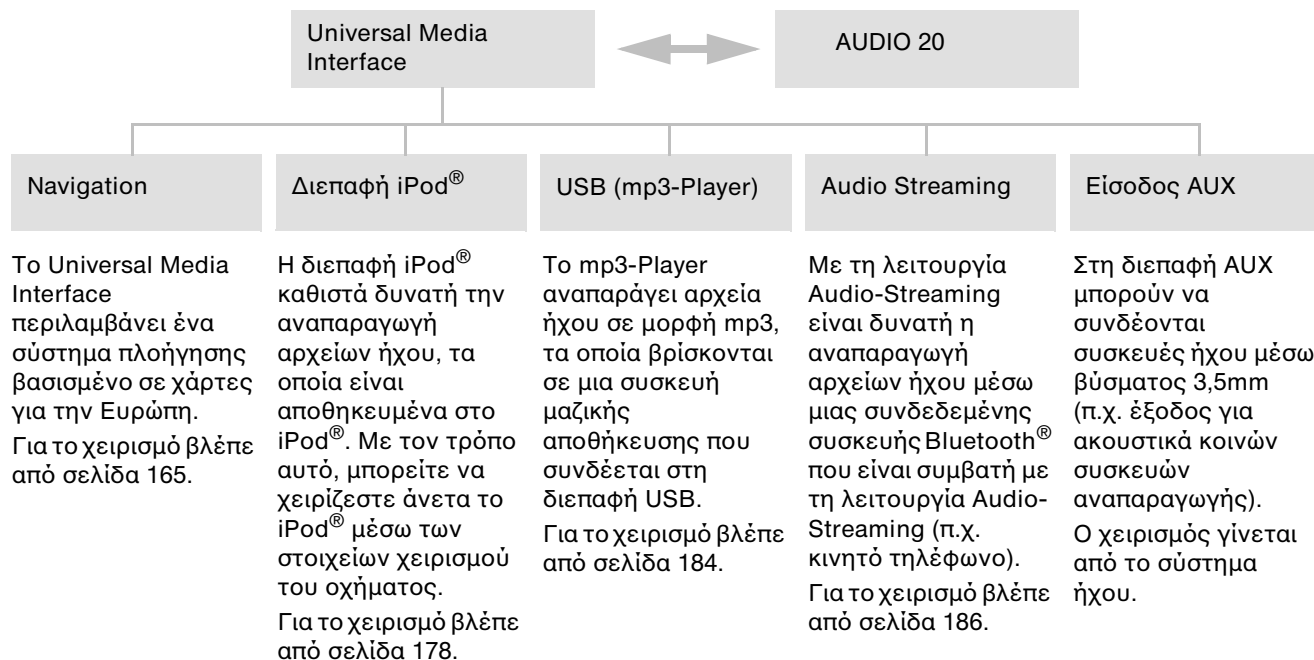 Universal Media
Interface
AUDIO 20
Navigation
Διεπαφή iPod®
USB (mp3-Player)
Audio Streaming
Είσοδος AUX
Το Universal Media
Interface
περιλαμβάνει ένα
σύστημα πλοήγησης
βασισμένο σε χάρτες
για την Ευρώπη.
Για το χειρισμό βλέπε
από σελίδα 165.
Η διεπαφή iPod®
καθιστά δυνατή την
αναπαραγωγή
αρχείων ήχου, τα
οποία είναι
αποθηκευμένα στο
iPod®. Με τον τρόπο
αυτό, μπορείτε να
χειρίζεστε άνετα το
iPod® μέσω των
στοιχείων χειρισμού
του οχήματος.
Για το χειρισμό βλέπε
από σελίδα 178.
Το mp3-Player
αναπαράγει αρχεία
ήχου σε μορφή mp3,
τα οποία βρίσκονται
σε μια συσκευή
μαζικής
αποθήκευσης που
συνδέεται στη
διεπαφή USB.
Για το χειρισμό βλέπε
από σελίδα 184.
Με τη λειτουργία
Audio-Streaming
είναι δυνατή η
αναπαραγωγή
αρχείων ήχου μέσω
μιας συνδεδεμένης
συσκευής Bluetooth®
που είναι συμβατή με
τη λειτουργία Audio-
Streaming (π.χ.
κινητό τηλέφωνο).
Για το χειρισμό βλέπε
από σελίδα 186.
Στη διεπαφή AUX
μπορούν να
συνδέονται
συσκευές ήχου μέσω
βύσματος 3,5mm
(π.χ. έξοδος για
ακουστικά κοινών
συσκευών
αναπαραγωγής).
Ο χειρισμός γίνεται
από το σύστημα
ήχου.